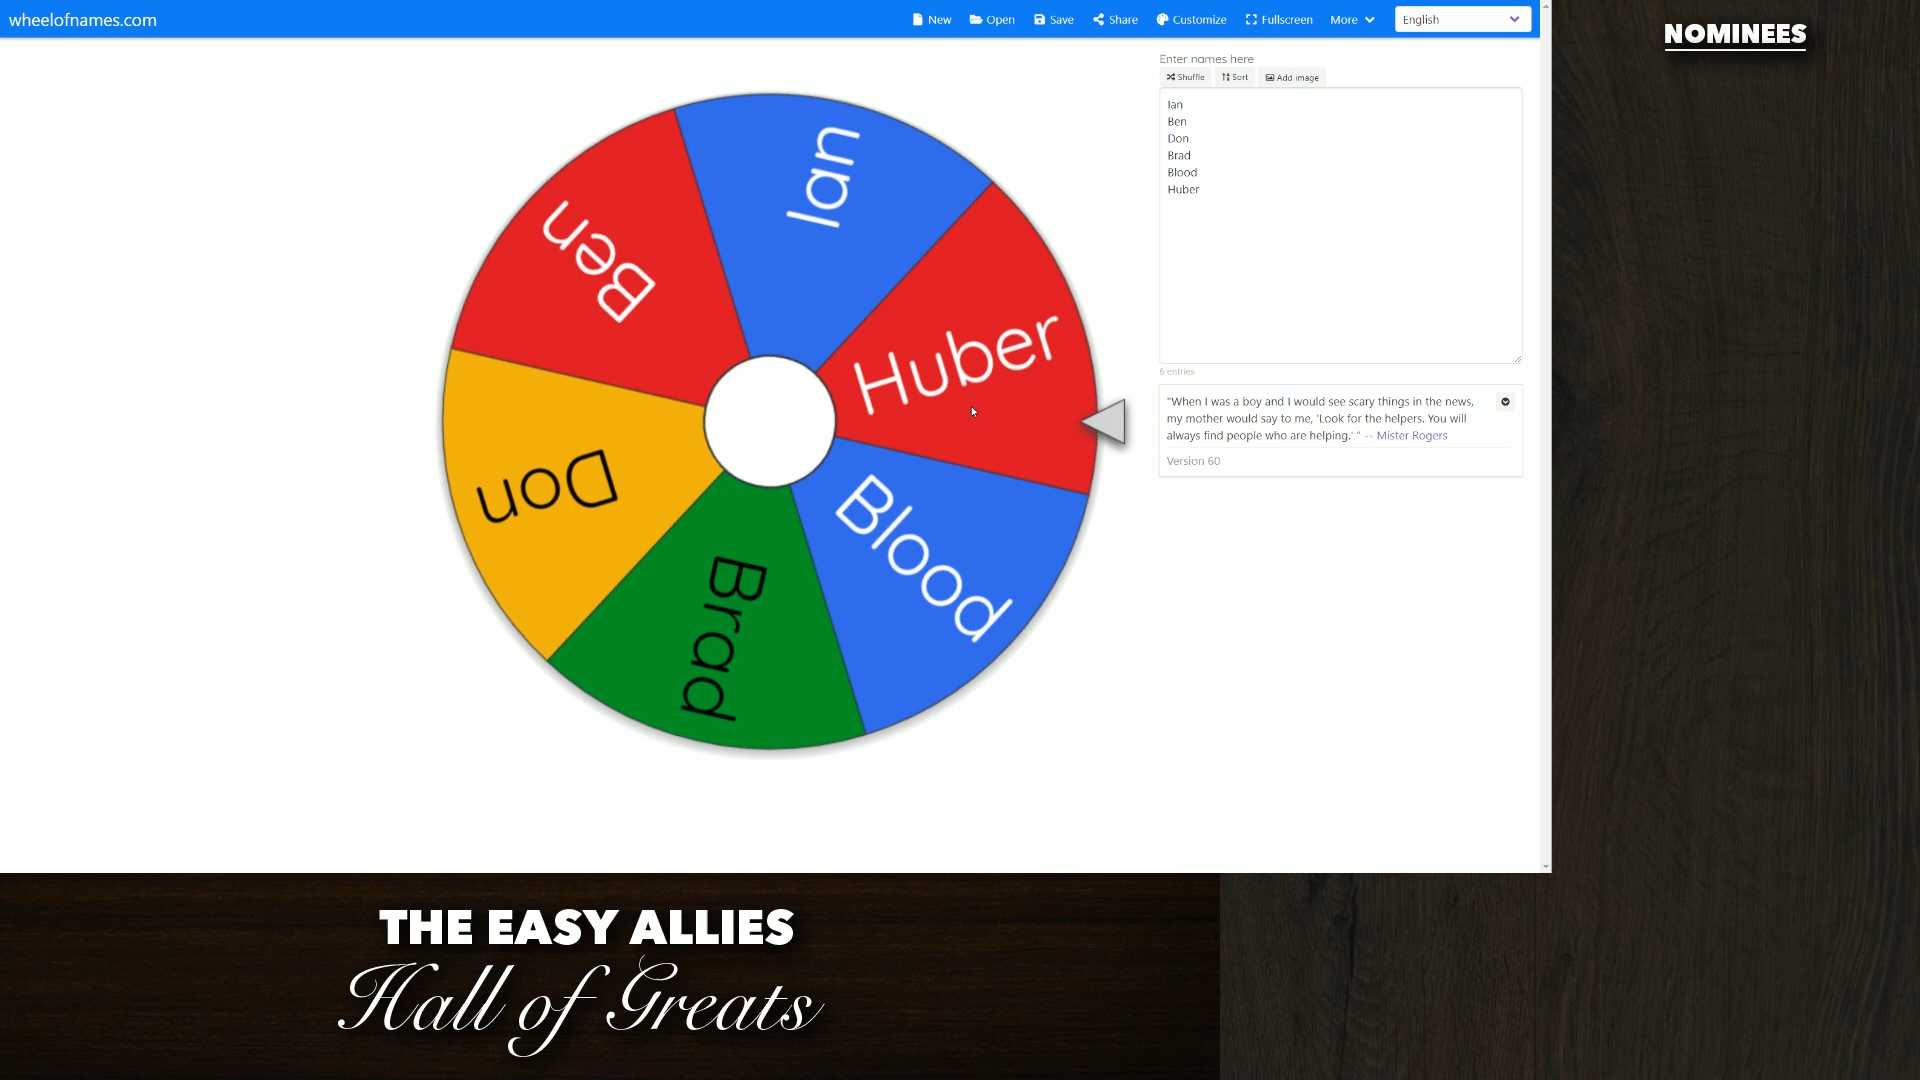 wheelofnames.com
New Open Save Share Customize Fullscreen More English
NOMINEES
Enter names here
Shuffle Sort Add image
Ian
Ben
Don
Brad
Blood
Huber
6 entries
"When I was a boy and I would see scary things in the news,
my mother would say to me, 'Look for the helpers. You will
always find people who are helping.' " -- Mister Rogers
Version 60
Ian
Ben
Huber
Don
Blood
Brad
THE EASY ALLIES
Hall of Greats